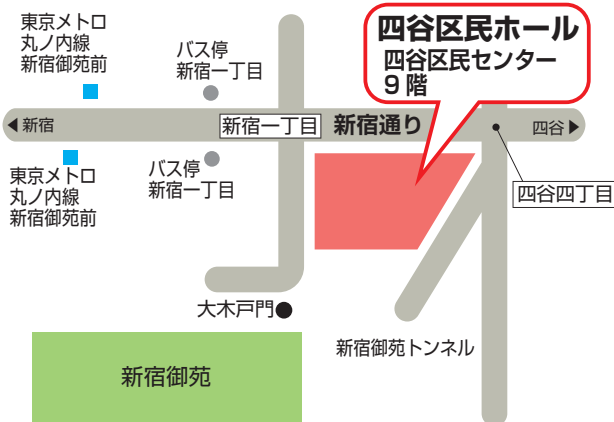 東京メトロ
丸ノ内線
新宿御苑前
バス停
新宿一丁目
四谷区民ホール
四谷区民センター
9階
◀新宿
新宿一丁目
新宿通り
四谷▶
東京メトロ
丸ノ内線
新宿御苑前
バス停
新宿一丁目
四谷四丁目
大木戸門
新宿御苑トンネル
新宿御苑